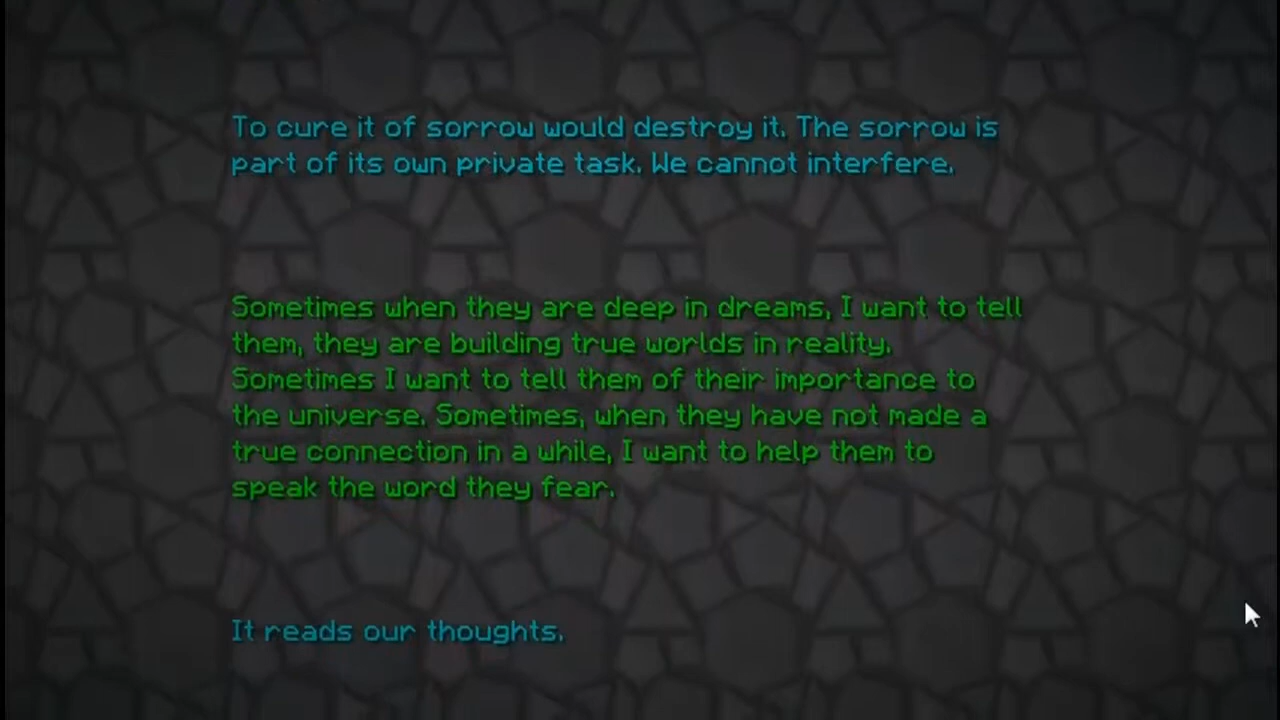 To cure it of sorrow would destroy it. The sorrow is
part of its own private task. We cannot interfere.
Sometimes when they are deep in dreams, I want to tell
them, they are building true worlds in reality.
Sometimes I want to tell them of their importance to
the universe. Sometimes, when they have not made a
true connection in a while, I want to help them to
speak the word they fear.
It reads our thoughts.